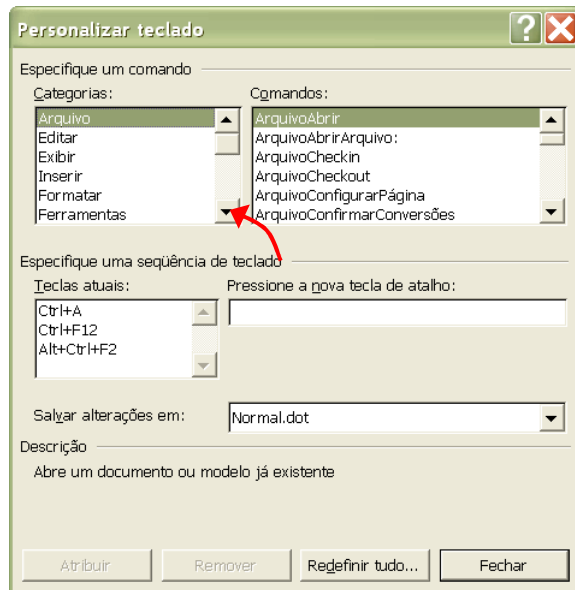 Personalizar teclado
Especifique um comando
Categorias:
Comandos:
Arquivo
Editar
Exibir
Inserir
Formatar
Ferramentas
ArquivoAbrir
ArquivoAbrirArquivo:
ArquivoCheckin
ArquivoCheckout
ArquivoConfigurarPágina
ArquivoConfirmarConversões
Especifique uma seqüência de teclado
Teclas atuais:
Pressione a nova tecla de atalho:
Ctrl+A
Ctrl+F12
Alt+Ctrl+F2
Salvar alterações em:
Normal.dot
Descrição
Abre um documento ou modelo já existente
Atribuir
Remover
Redefinir tudo...
Fechar